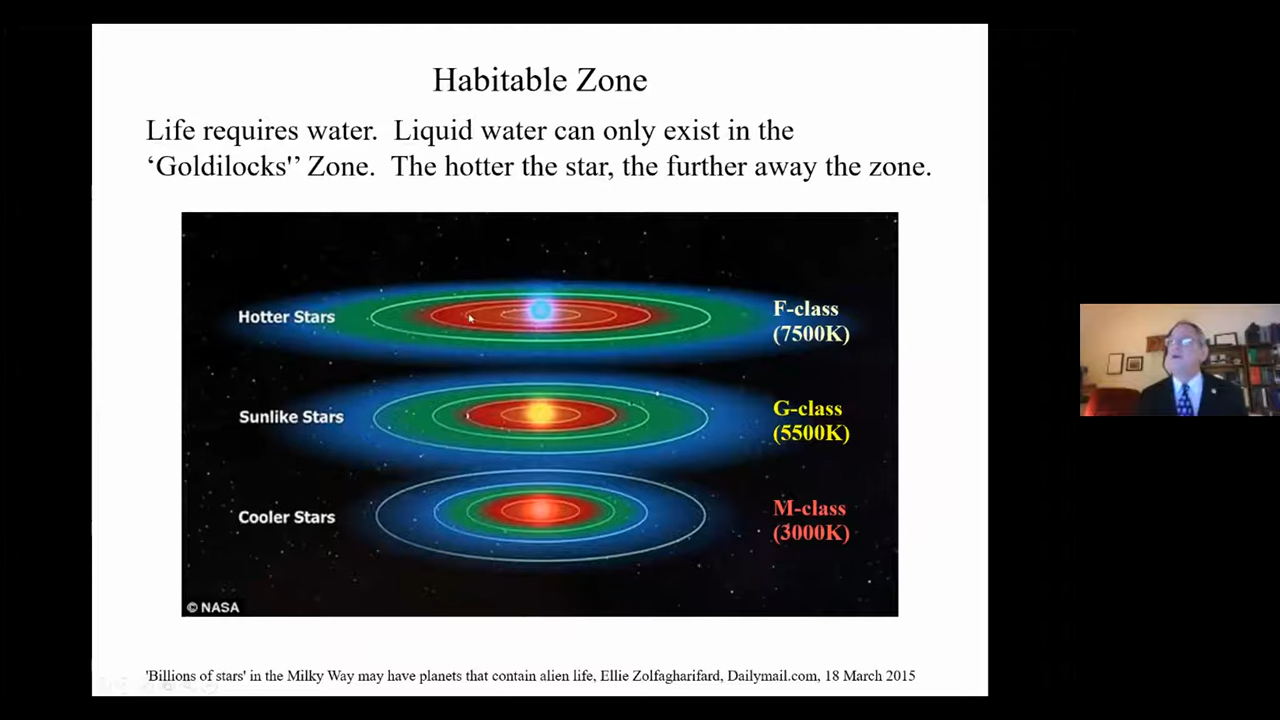 Habitable Zone
Life requires water.  Liquid water can only exist in the
‘Goldilocks'' Zone.  The hotter the star, the further away the zone.
Hotter Stars
F-class
(7500K)
Sunlike Stars
G-class
(5500K)
Cooler Stars
M-class
(3000K)
© NASA
'Billions of stars' in the Milky Way may have planets that contain alien life, Ellie Zolfagharifard, Dailymail.com, 18 March 2015